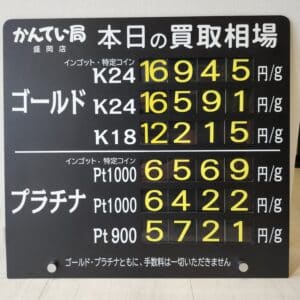 かんてい局 本日の買取相場
盛岡店
インゴット・特定コイン
K24 16945 円/g
ゴールド K24 16591 円/g
K18 12215 円/g
インゴット・特定コイン
Pt1000 6569 円/g
プラチナ Pt1000 6422 円/g
Pt900 5721 円/g
ゴールド・プラチナともに、手数料は一切いただきません